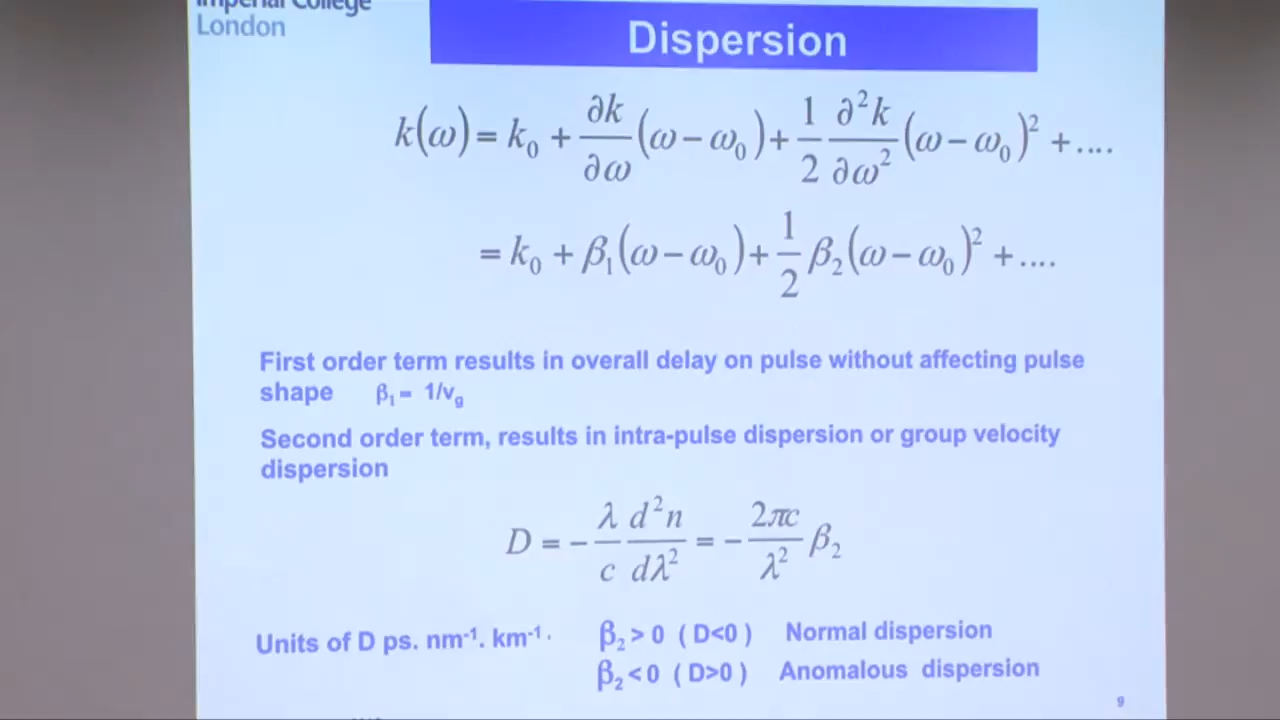 Imperial College
London
Dispersion
k(ω) = k₀ + ∂k/∂ω (ω − ω₀) + 1/2 ∂²k/∂ω² (ω − ω₀)² + ....
= k₀ + β₁(ω − ω₀) + 1/2 β₂(ω − ω₀)² + ....
First order term results in overall delay on pulse without affecting pulse
shape β₁ = 1/vg
Second order term, results in intra-pulse dispersion or group velocity
dispersion
D = − λ/c d²n/dλ² = − 2πc/λ² β₂
Units of D ps. nm⁻¹. km⁻¹. β₂ > 0 ( D<0 ) Normal dispersion
β₂ < 0 ( D>0 ) Anomalous dispersion
9